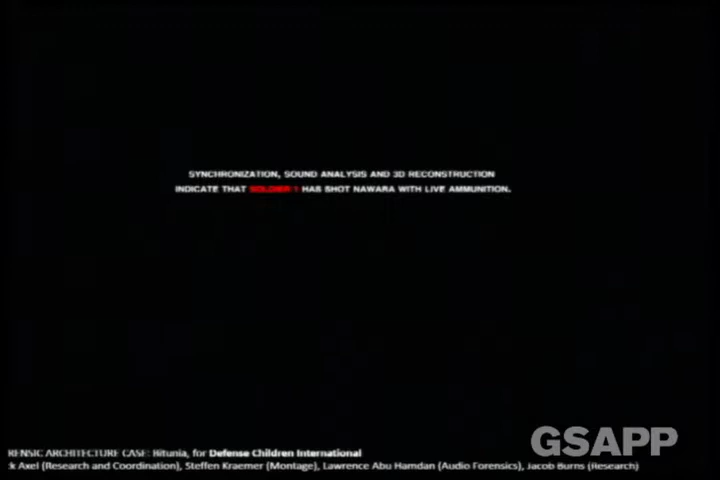 SYNCHRONIZATION, SOUND ANALYSIS AND 3D RECONSTRUCTION
INDICATE THAT SOLDIER 1 HAS SHOT NAWARA WITH LIVE AMMUNITION.
GSAPP
RENSIC ARCHITECTURE CASE: Bitunia, for Defense Children International
k Axel (Research and Coordination), Steffen Kraemer (Montage), Lawrence Abu Hamdan (Audio Forensics), Jacob Burns (Research)